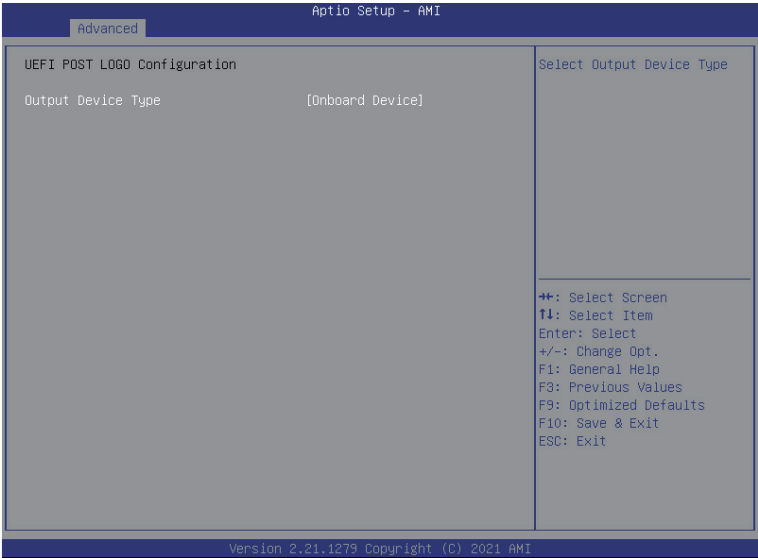 Aptio Setup – AMI
Advanced
UEFI POST LOGO Configuration
Output Device Type [Onboard Device]
Select Output Device Type
→←: Select Screen
↑↓: Select Item
Enter: Select
+/-: Change Opt.
F1: General Help
F3: Previous Values
F9: Optimized Defaults
F10: Save & Exit
ESC: Exit
Version 2.21.1279 Copyright (C) 2021 AMI